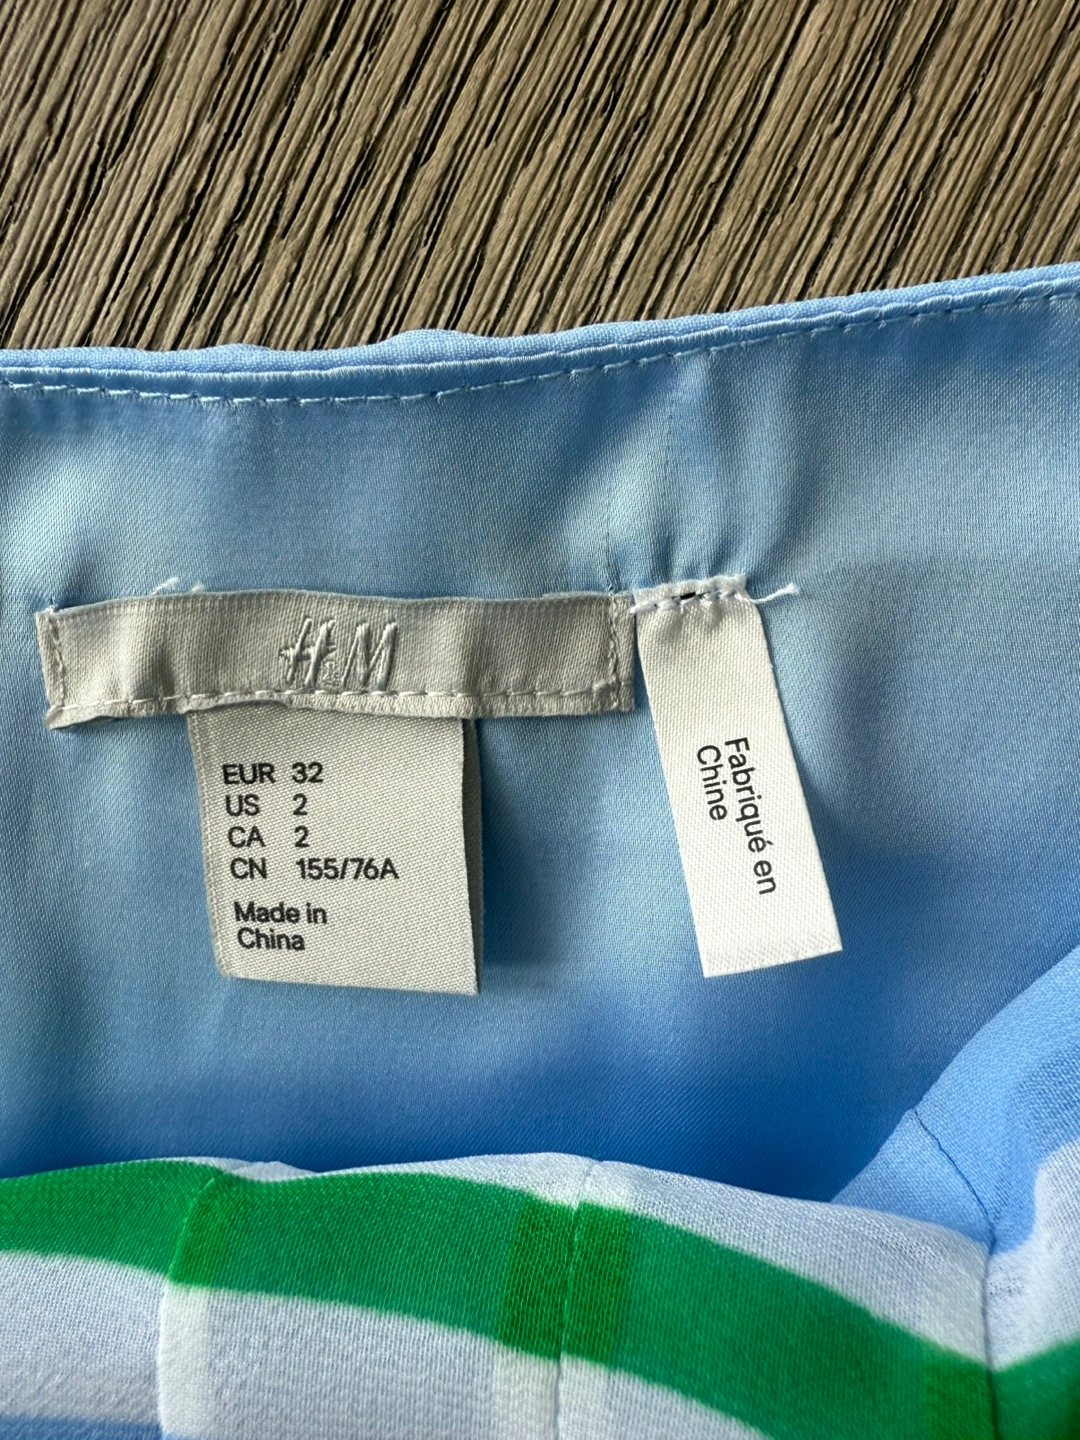 H&M
EUR 32
US 2
CA 2
CN 155/76A
Made in
China
Fabriqué en
Chine